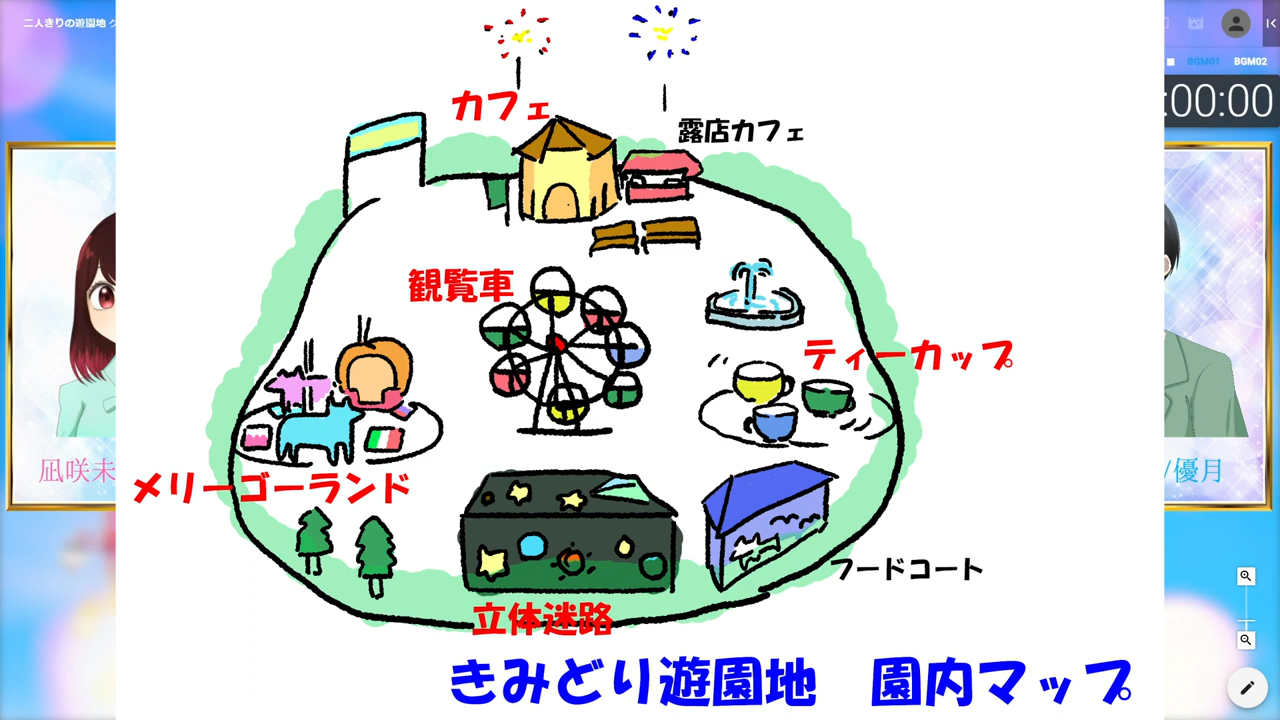 二人きりの遊園地
BGM01
BGM02
:00:00
カフェ
露店カフェ
観覧車
ティーカップ
凪咲未
/優月
メリーゴーランド
フードコート
立体迷路
きみどり遊園地 園内マップ